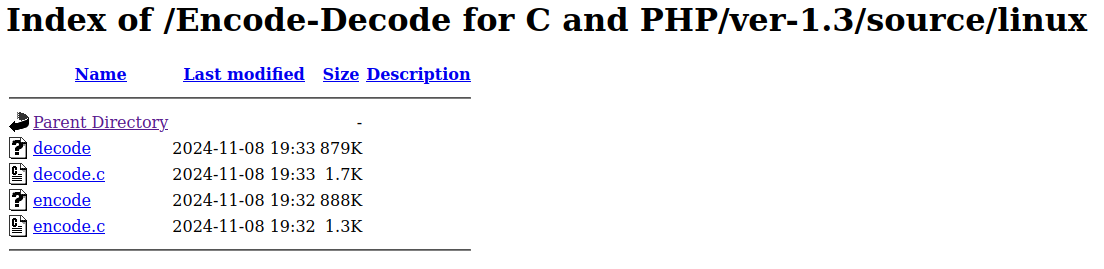 Index of /Encode-Decode for C and PHP/ver-1.3/source/linux
Name Last modified Size Description
Parent Directory -
decode 2024-11-08 19:33 879K
decode.c 2024-11-08 19:33 1.7K
encode 2024-11-08 19:32 888K
encode.c 2024-11-08 19:32 1.3K